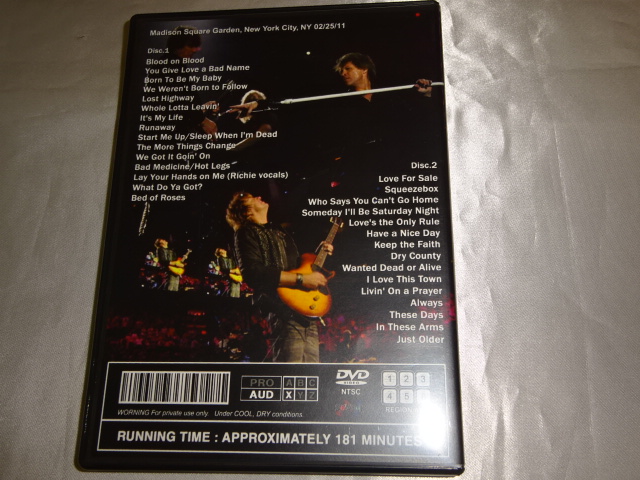 Madison Square Garden, New York City, NY 02/25/11
Disc.1
Blood on Blood
You Give Love a Bad Name
Born To Be My Baby
We Weren't Born to Follow
Lost Highway
Whole Lotta Leavin'
It's My Life
Runaway
Start Me Up/Sleep When I'm Dead
The More Things Change
We Got It Goin' On
Bad Medicine/Hot Legs
Lay Your Hands on Me (Richie vocals)
What Do Ya Got?
Bed of Roses
Disc.2
Love For Sale
Squeezebox
Who Says You Can't Go Home
Someday I'll Be Saturday Night
Love's the Only Rule
Have a Nice Day
Keep the Faith
Dry County
Wanted Dead or Alive
I Love This Town
Livin' On a Prayer
Always
These Days
In These Arms
Just Older
PRO A B C
AUD X Y Z
DVD
VIDEO
NTSC
1 2 3
4 5
REGION
WARNING For private use only. Under COOL, DRY conditions.
RUNNING TIME : APPROXIMATELY 181 MINUTES